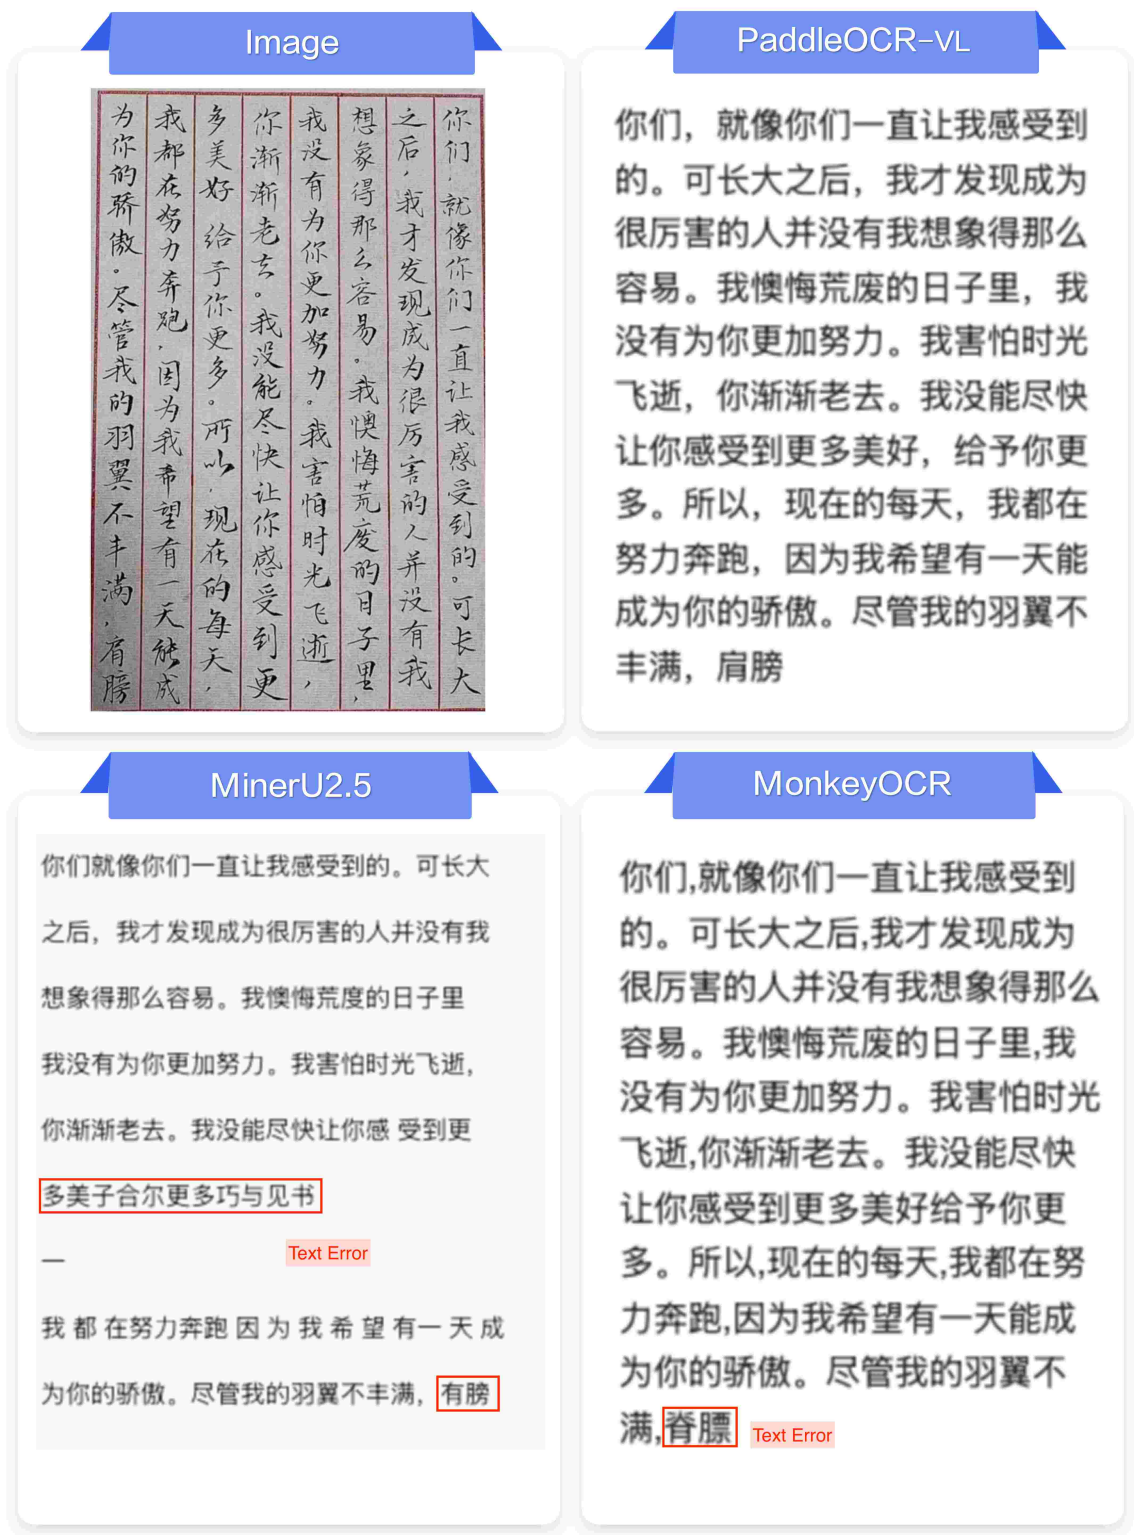 Image
你们,就像你们一直让我感受到的。可长大
之后,我才发现成为很厉害的人并没有我
想象得那么容易。我懊悔荒废的日子里,
我没有为你更加努力。我害怕时光飞逝,
你渐渐老去。我没能尽快让你感受到更
多美好 给予你更多。所以,现在的每天,
我都在努力奔跑,因为我希望有一天能成
为你的骄傲。尽管我的羽翼不丰满,肩膀
PaddleOCR-VL
你们，就像你们一直让我感受到
的。可长大之后，我才发现成为
很厉害的人并没有我想象得那么
容易。我懊悔荒废的日子里，我
没有为你更加努力。我害怕时光
飞逝，你渐渐老去。我没能尽快
让你感受到更多美好，给予你更
多。所以，现在的每天，我都在
努力奔跑，因为我希望有一天能
成为你的骄傲。尽管我的羽翼不
丰满，肩膀
MinerU2.5
你们就像你们一直让我感受到的。可长大
之后，我才发现成为很厉害的人并没有我
想象得那么容易。我懊悔荒度的日子里
我没有为你更加努力。我害怕时光飞逝，
你渐渐老去。我没能尽快让你感 受到更
多美子合尔更多巧与见书
一
Text Error
我 都 在努力奔跑 因 为 我 希 望 有一 天 成
为你的骄傲。尽管我的羽翼不丰满，有膀
MonkeyOCR
你们,就像你们一直让我感受到
的。可长大之后,我才发现成为
很厉害的人并没有我想象得那么
容易。我懊悔荒废的日子里,我
没有为你更加努力。我害怕时光
飞逝,你渐渐老去。我没能尽快
让你感受到更多美好给予你更
多。所以,现在的每天,我都在努
力奔跑,因为我希望有一天能成
为你的骄傲。尽管我的羽翼不
满,脊膘
Text Error